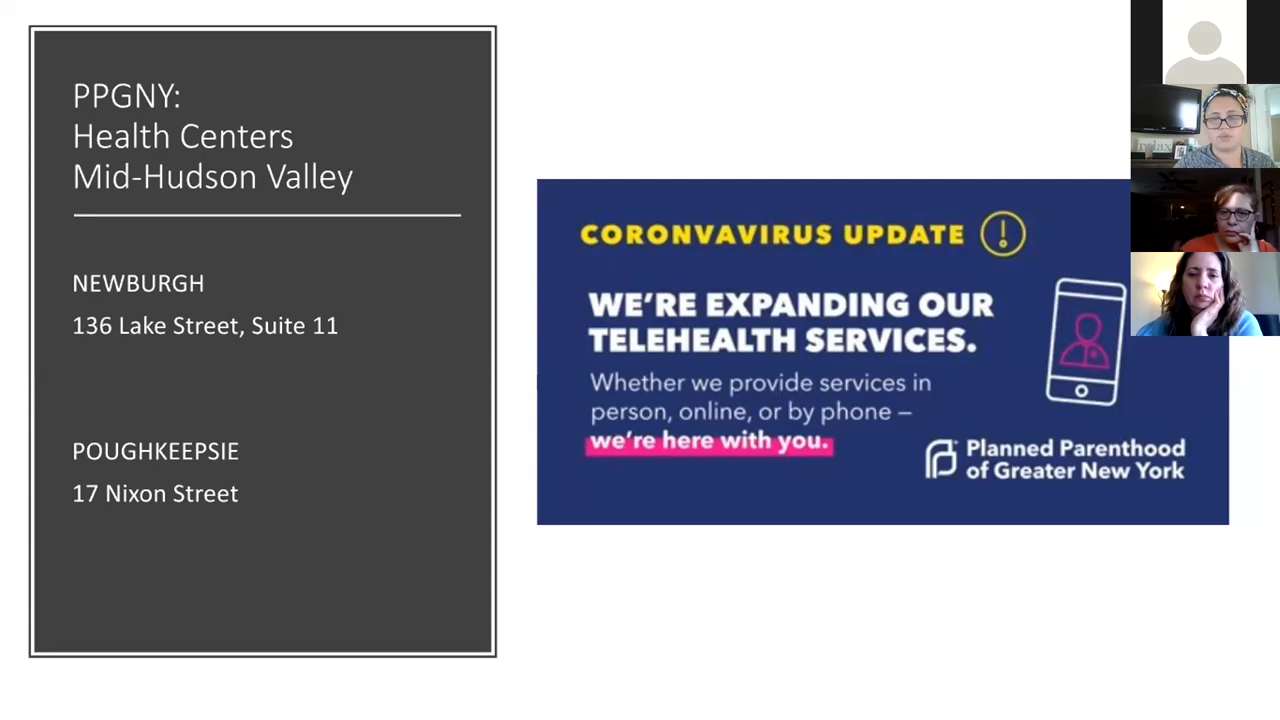 PPGNY:
Health Centers
Mid-Hudson Valley
NEWBURGH
136 Lake Street, Suite 11
POUGHKEEPSIE
17 Nixon Street
CORONVAVIRUS UPDATE
WE'RE EXPANDING OUR
TELEHEALTH SERVICES.
Whether we provide services in
person, online, or by phone –
we're here with you.
Planned Parenthood
of Greater New York
relax